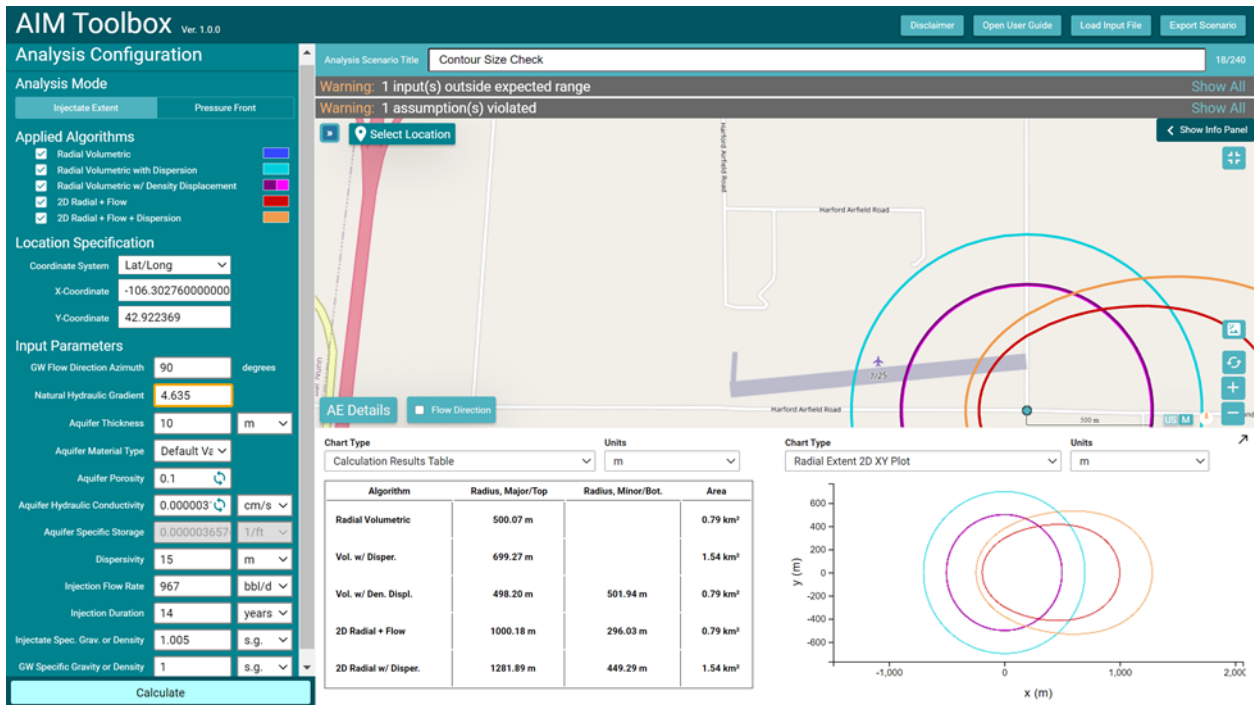 AIM Toolbox Ver. 1.0.0
Disclaimer
Open User Guide
Load Input File
Export Scenario
Analysis Configuration
Analysis Mode
Injectate Extent
Pressure Front
Applied Algorithms
Radial Volumetric
Radial Volumetric with Dispersion
Radial Volumetric w/ Density Displacement
2D Radial + Flow
2D Radial + Flow + Dispersion
Location Specification
Coordinate System Lat/Long
X-Coordinate -106.302760000000
Y-Coordinate 42.922369
Input Parameters
GW Flow Direction Azimuth 90 degrees
Natural Hydraulic Gradient 4.635
Aquifer Thickness 10 m
Aquifer Material Type Default Va
Aquifer Porosity 0.1
Aquifer Hydraulic Conductivity 0.000003 cm/s
Aquifer Specific Storage 0.000003657 1/ft
Dispersivity 15 m
Injection Flow Rate 967 bbl/d
Injection Duration 14 years
Injectate Spec. Grav. or Density 1.005 s.g.
GW Specific Gravity or Density 1 s.g.
Calculate
Analysis Scenario Title Contour Size Check 18/240
Warning: 1 input(s) outside expected range Show All
Warning: 1 assumption(s) violated Show All
» Select Location
Show Info Panel
Harford Airfield Road
Harford Airfield Road
7/25
AE Details
Flow Direction
Harford Airfield Road
500 m
US M
Chart Type
Units
Calculation Results Table
m
Algorithm Radius, Major/Top Radius, Minor/Bot. Area
Radial Volumetric 500.07 m 0.79 km²
Vol. w/ Disper. 699.27 m 1.54 km²
Vol. w/ Den. Displ. 498.20 m 501.94 m 0.79 km²
2D Radial + Flow 1000.18 m 296.03 m 0.79 km²
2D Radial w/ Disper. 1281.89 m 449.29 m 1.54 km²
Chart Type
Units
Radial Extent 2D XY Plot
m
600
400
200
0
-200
-400
-600
y (m)
-1,000
0
1,000
2,000
x (m)